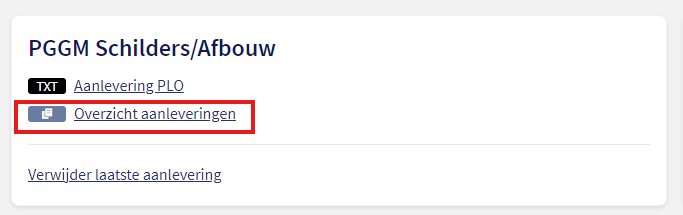 PGGM Schilders/Afbouw
TXT Aanlevering PLO
Overzicht aanleveringen
Verwijder laatste aanlevering